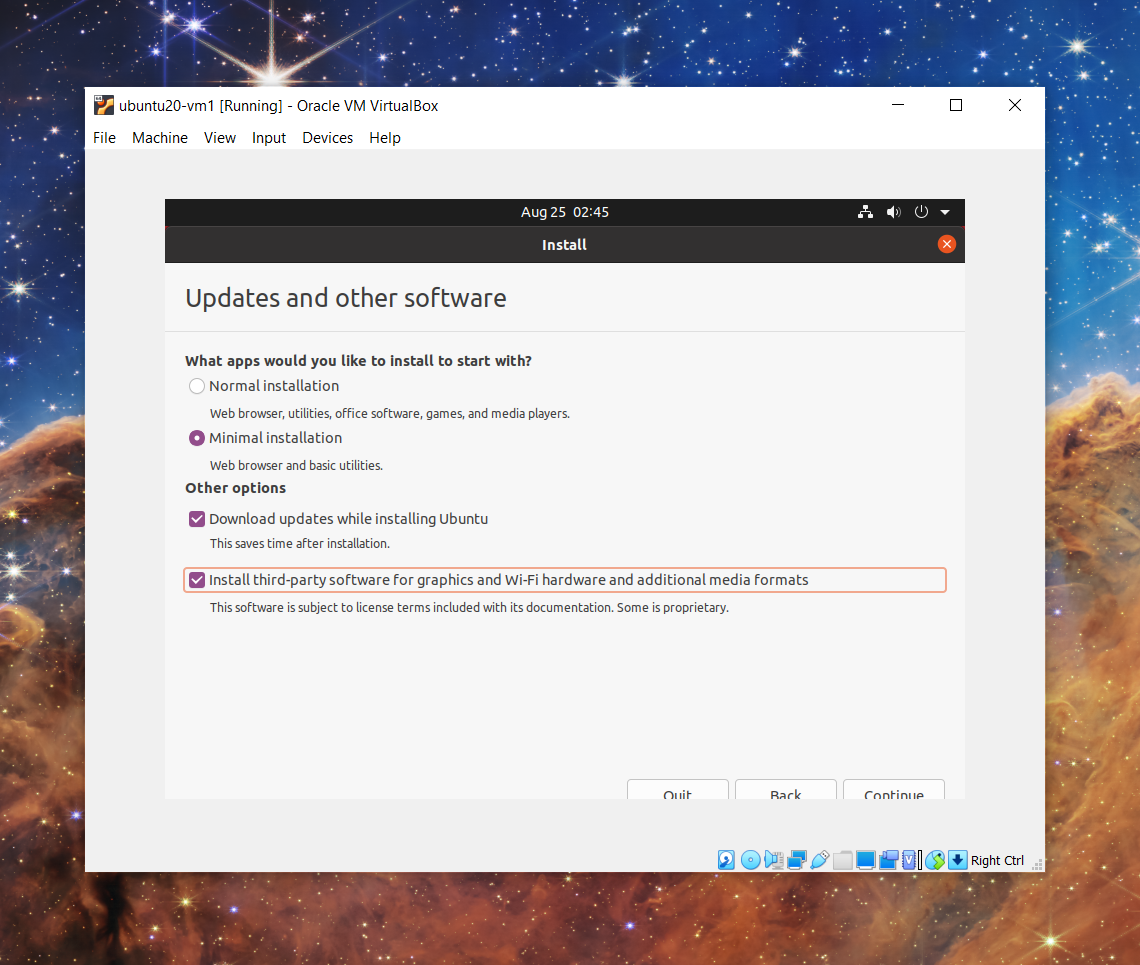 ubuntu20-vm1 [Running] - Oracle VM VirtualBox
File Machine View Input Devices Help
Aug 25 02:45
Install
Updates and other software
What apps would you like to install to start with?
Normal installation
Web browser, utilities, office software, games, and media players.
Minimal installation
Web browser and basic utilities.
Other options
Download updates while installing Ubuntu
This saves time after installation.
Install third-party software for graphics and Wi-Fi hardware and additional media formats
This software is subject to license terms included with its documentation. Some is proprietary.
Quit Back Continue
Right Ctrl